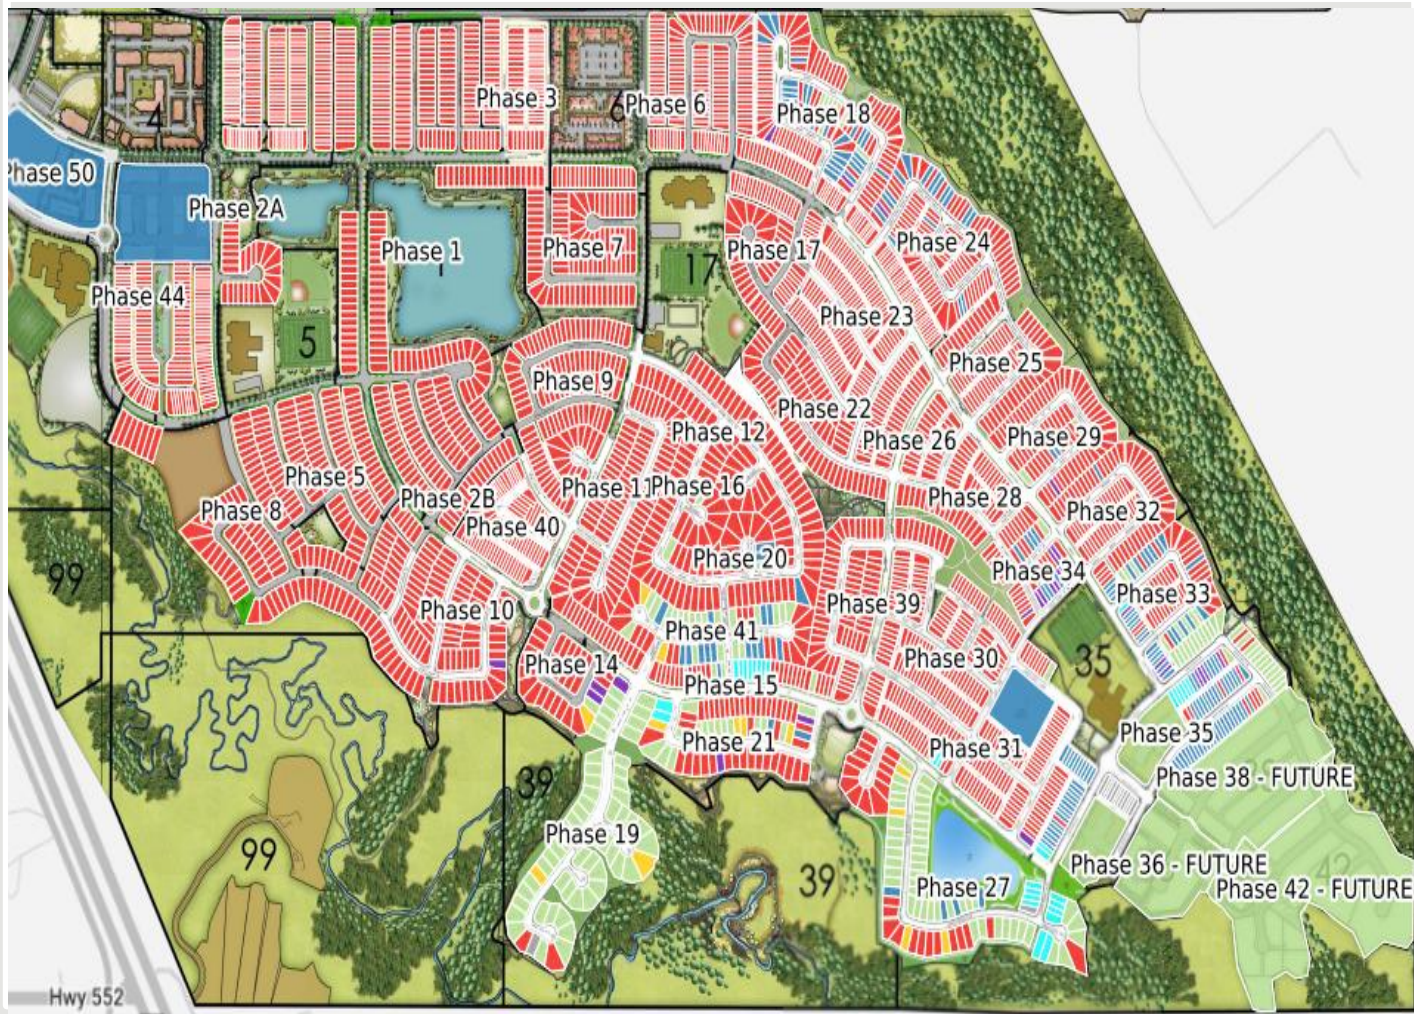 Phase 3
Phase 6
6
Phase 18
4
Phase 50
Phase 2A
Phase 1
Phase 7
17
Phase 17
Phase 24
Phase 44
Phase 23
5
Phase 25
Phase 9
Phase 22
Phase 12
Phase 26
Phase 29
Phase 5
Phase 11
Phase 16
Phase 2B
Phase 28
Phase 8
Phase 32
Phase 40
Phase 20
Phase 34
99
Phase 33
Phase 10
Phase 39
Phase 41
Phase 14
Phase 30
35
Phase 15
Phase 35
Phase 21
Phase 31
39
Phase 38 - FUTURE
Phase 19
99
39
42
Phase 36 - FUTURE
Phase 27
Phase 42 - FUTURE
Hwy 552